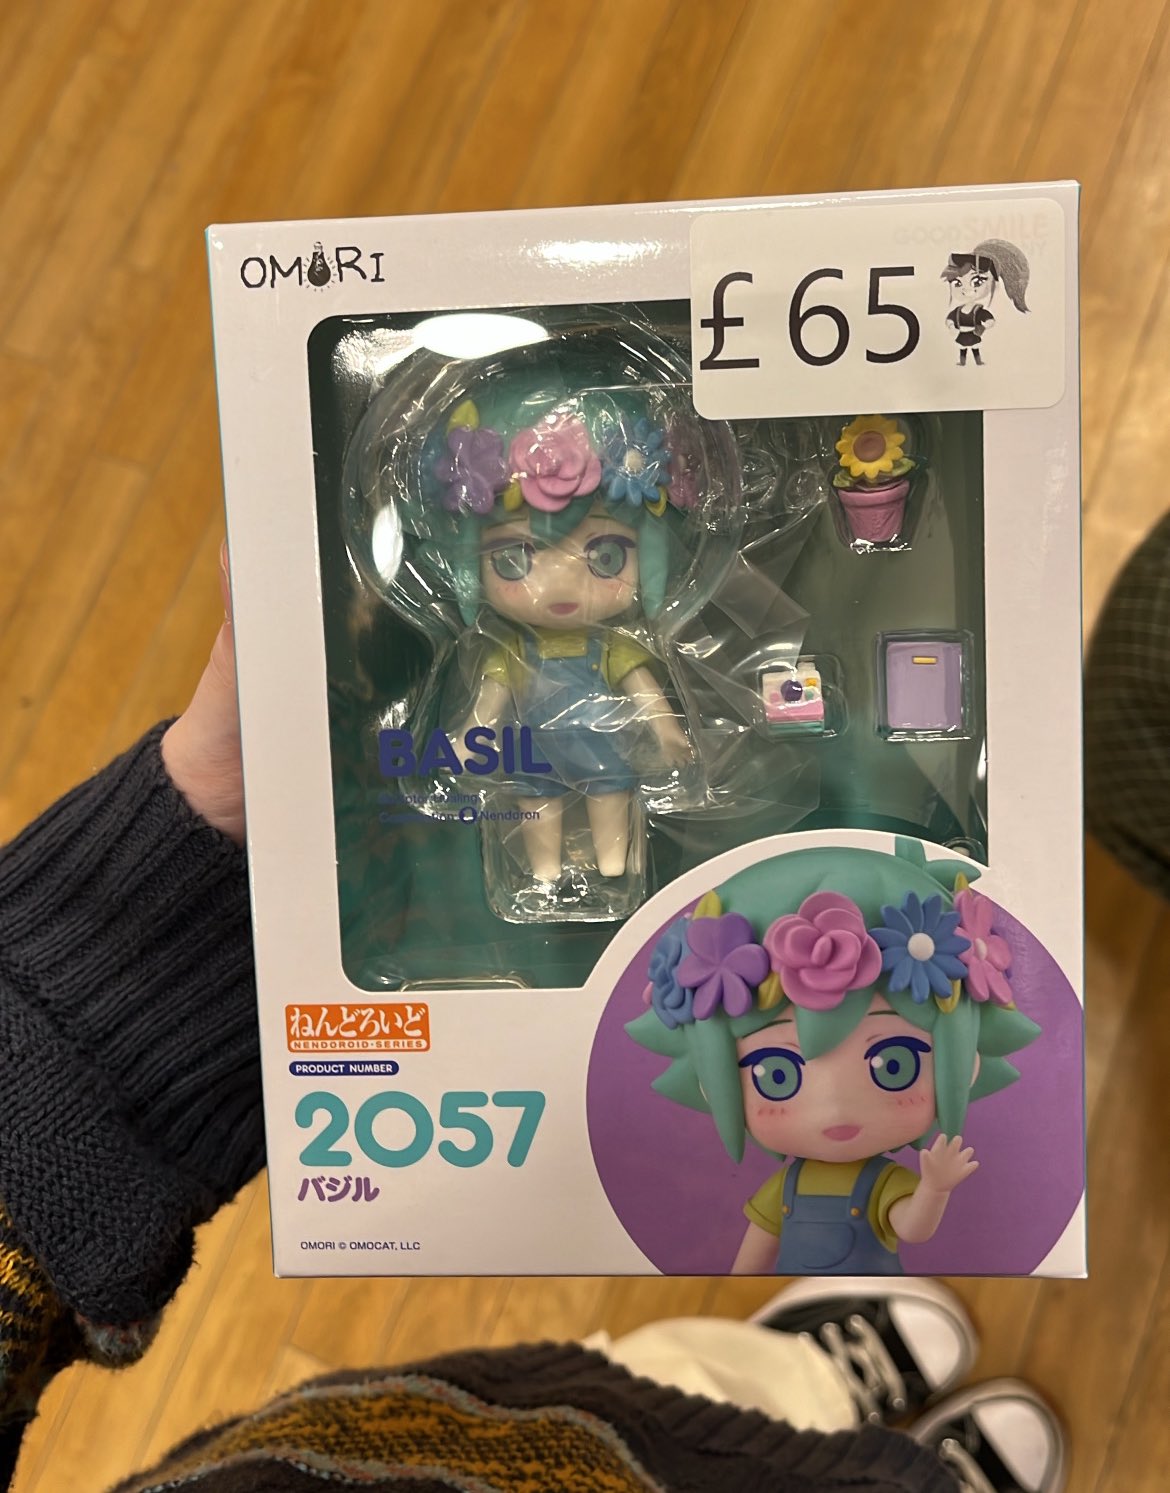 OMORI
GOOD SMILE
£65
BASIL
Nendoron
ねんどろいど
NENDOROID·SERIES
PRODUCT NUMBER
2057
バジル
OMORI © OMOCAT, LLC